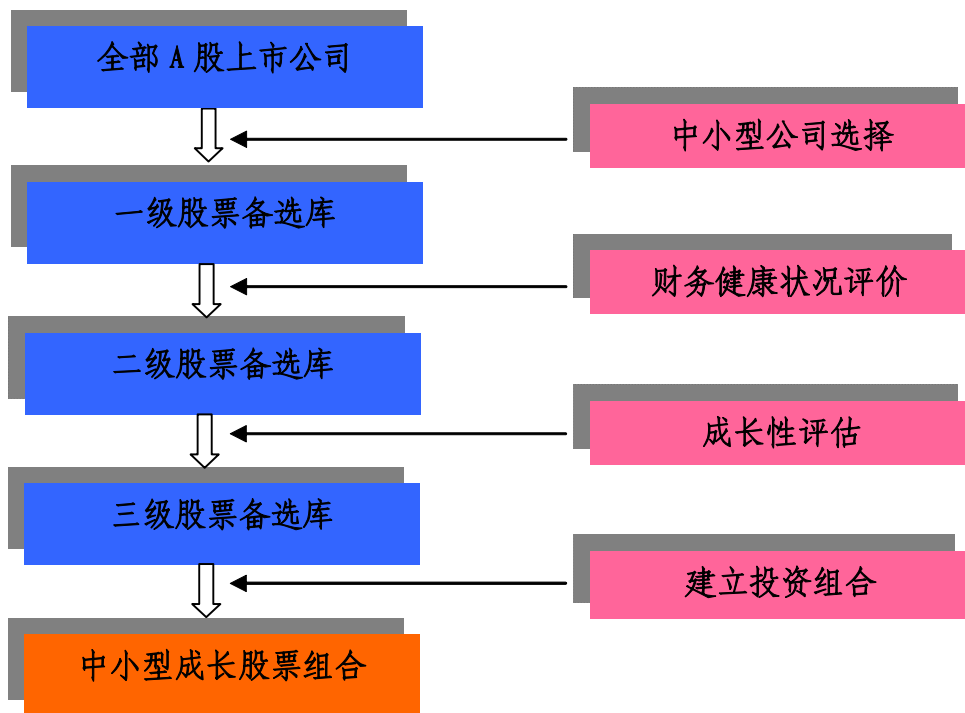 全部 A 股上市公司
中小型公司选择
一级股票备选库
财务健康状况评价
二级股票备选库
成长性评估
三级股票备选库
建立投资组合
中小型成长股票组合